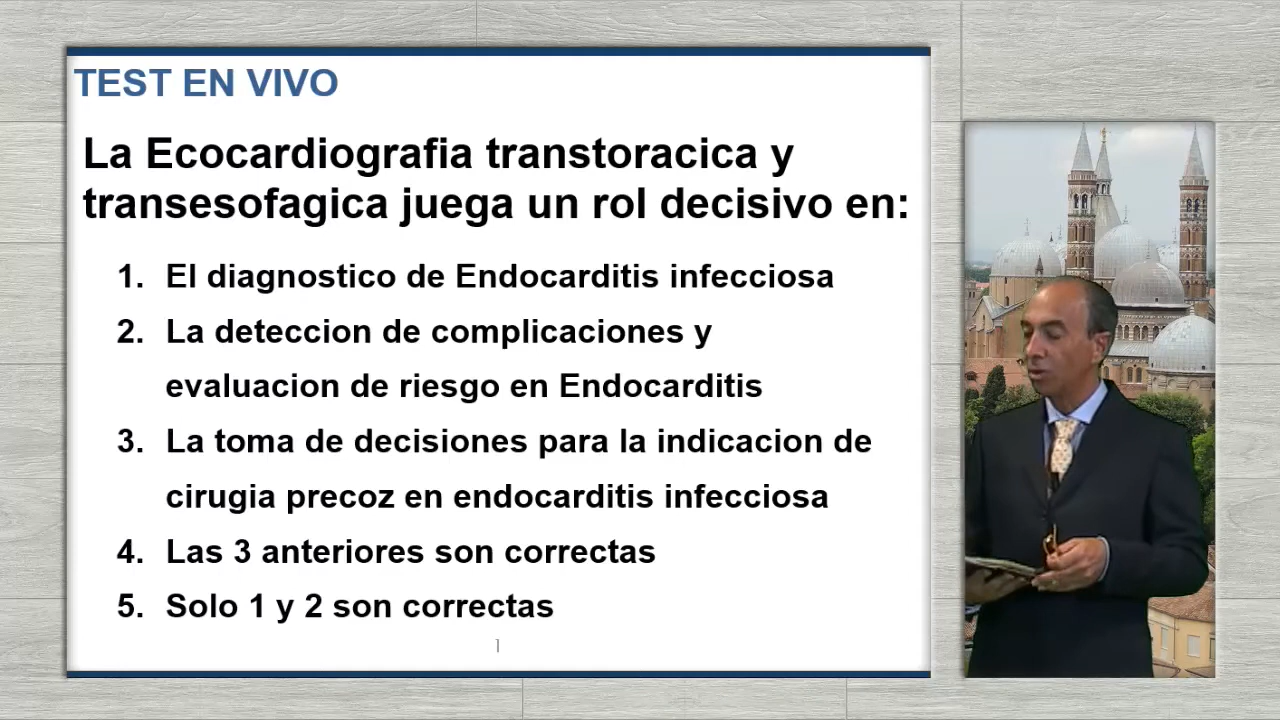 TEST EN VIVO
La Ecocardiografia transtoracica y
transesofagica juega un rol decisivo en:
1. El diagnostico de Endocarditis infecciosa
2. La deteccion de complicaciones y
evaluacion de riesgo en Endocarditis
3. La toma de decisiones para la indicacion de
cirugia precoz en endocarditis infecciosa
4. Las 3 anteriores son correctas
5. Solo 1 y 2 son correctas
1